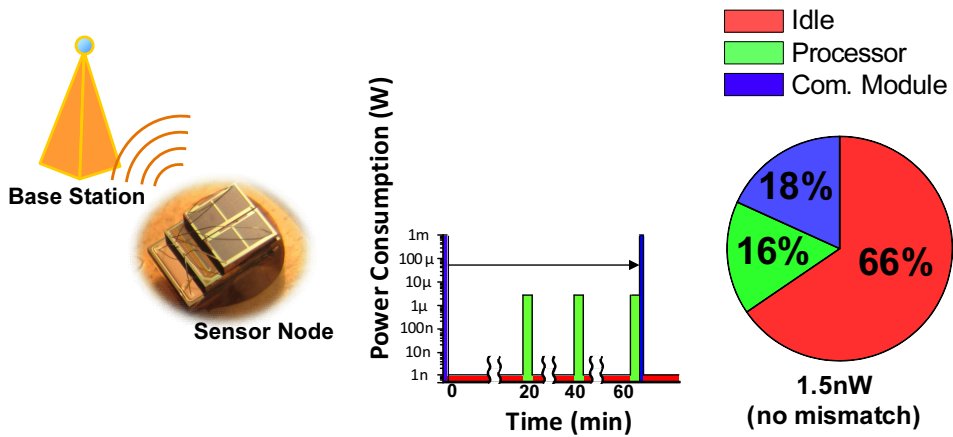 Idle
Processor
Com. Module
Base Station
Sensor Node
Power Consumption (W)
1m
100 µ
10µ
1µ
100n
10n
1n
0
20
40
60
Time (min)
18%
16%
66%
1.5nW
(no mismatch)